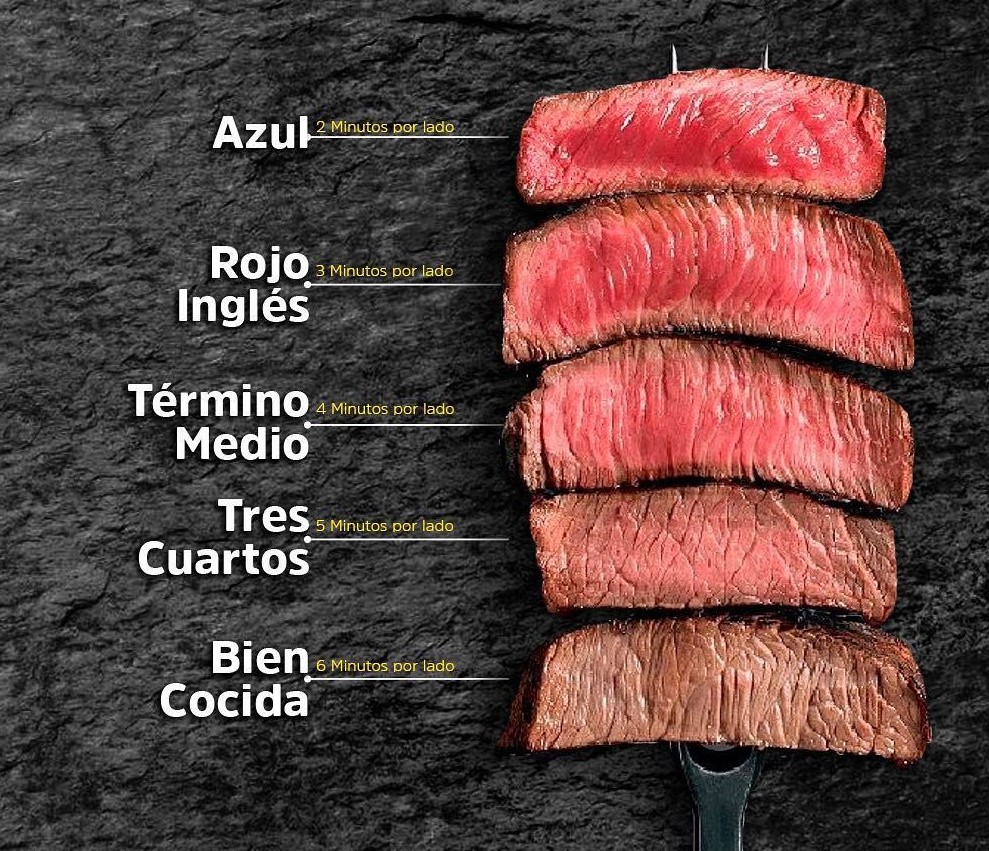 Azul
2 Minutos por lado
Rojo
Inglés
3 Minutos por lado
Término
Medio
4 Minutos por lado
Tres
Cuartos
5 Minutos por lado
Bien
Cocida
6 Minutos por lado